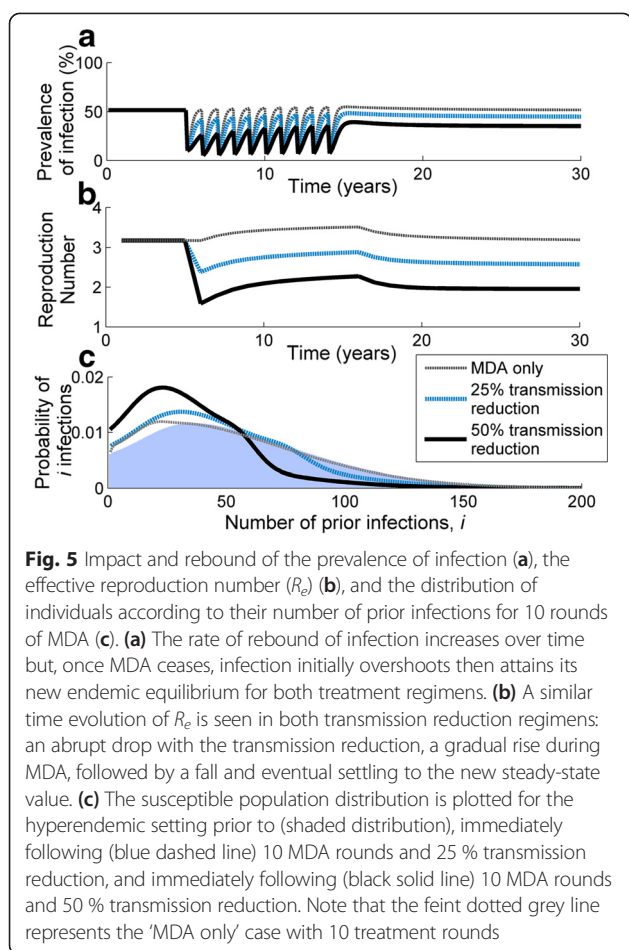 a
Prevalence
of infection (%)
100
50
0
0 10 20 30
Time (years)
b
Reproduction
Number
4
3
2
1
0 10 20 30
Time (years)
c
Probability of
i infections
0.02
0.01
0
0 50 100 150 200
Number of prior infections, i
MDA only
25% transmission
reduction
50% transmission
reduction
Fig. 5 Impact and rebound of the prevalence of infection (a), the
effective reproduction number (Re) (b), and the distribution of
individuals according to their number of prior infections for 10 rounds
of MDA (c). (a) The rate of rebound of infection increases over time
but, once MDA ceases, infection initially overshoots then attains its
new endemic equilibrium for both treatment regimens. (b) A similar
time evolution of Re is seen in both transmission reduction regimens:
an abrupt drop with the transmission reduction, a gradual rise during
MDA, followed by a fall and eventual settling to the new steady-state
value. (c) The susceptible population distribution is plotted for the
hyperendemic setting prior to (shaded distribution), immediately
following (blue dashed line) 10 MDA rounds and 25 % transmission
reduction, and immediately following (black solid line) 10 MDA rounds
and 50 % transmission reduction. Note that the feint dotted grey line
represents the ‘MDA only’ case with 10 treatment rounds